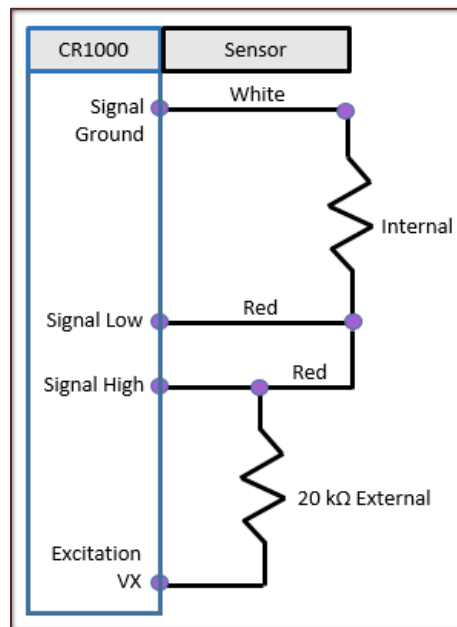 CR1000
Sensor
Signal
Ground
White
Internal
Signal Low
Red
Signal High
Red
20 kΩ External
Excitation
VX